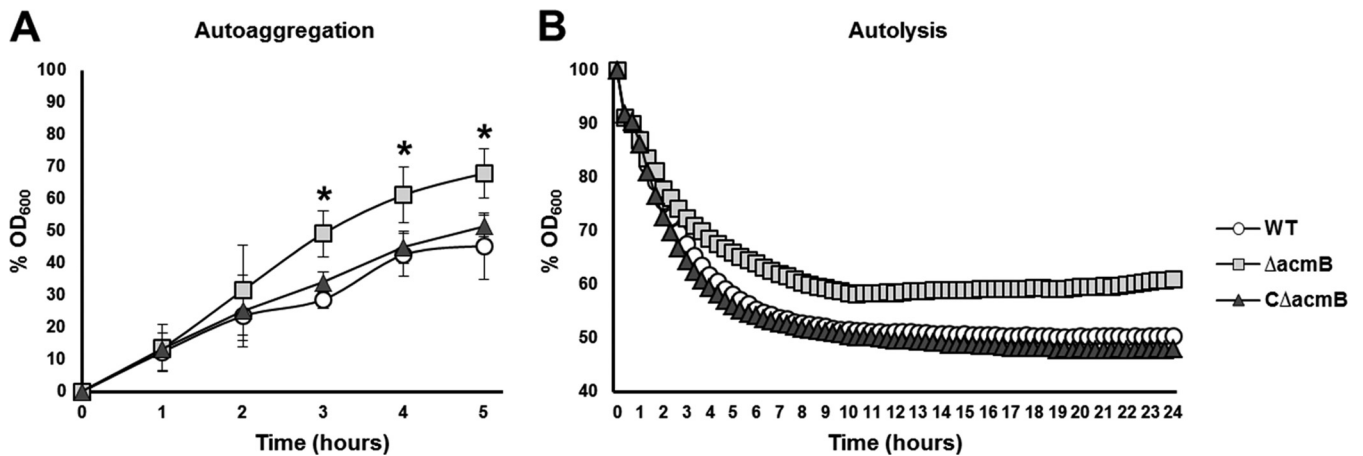 A
Autoaggregation
% OD600
100
90
80
70
60
50
40
30
20
10
0
* * *
0 1 2 3 4 5
Time (hours)
B
Autolysis
% OD600
100
90
80
70
60
50
40
0 1 2 3 4 5 6 7 8 9 10 11 12 13 14 15 16 17 18 19 20 21 22 23 24
Time (hours)
WT
ΔacmB
CΔacmB